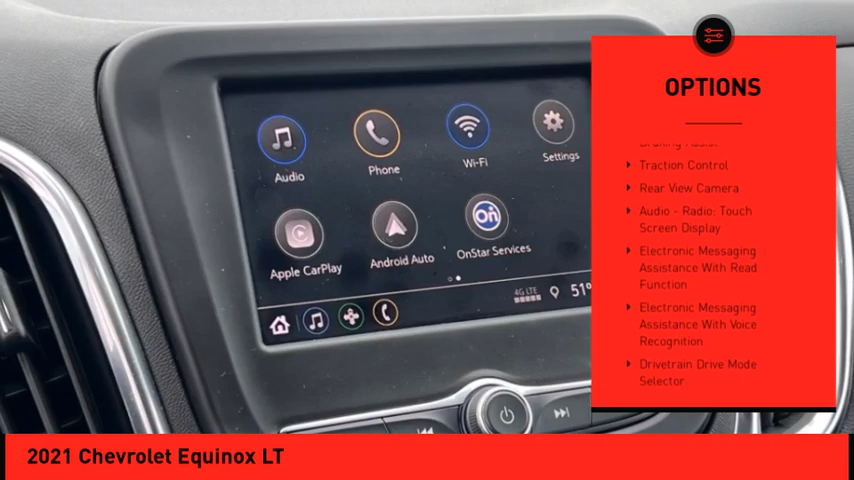 Audio
Phone
Wi-Fi
Settings
Apple CarPlay
Android Auto
On
OnStar Services
4G LTE
51°
OPTIONS
Traction Control
Rear View Camera
Audio - Radio: Touch
Screen Display
Electronic Messaging
Assistance With Read
Function
Electronic Messaging
Assistance With Voice
Recognition
Drivetrain Drive Mode
Selector
2021 Chevrolet Equinox LT